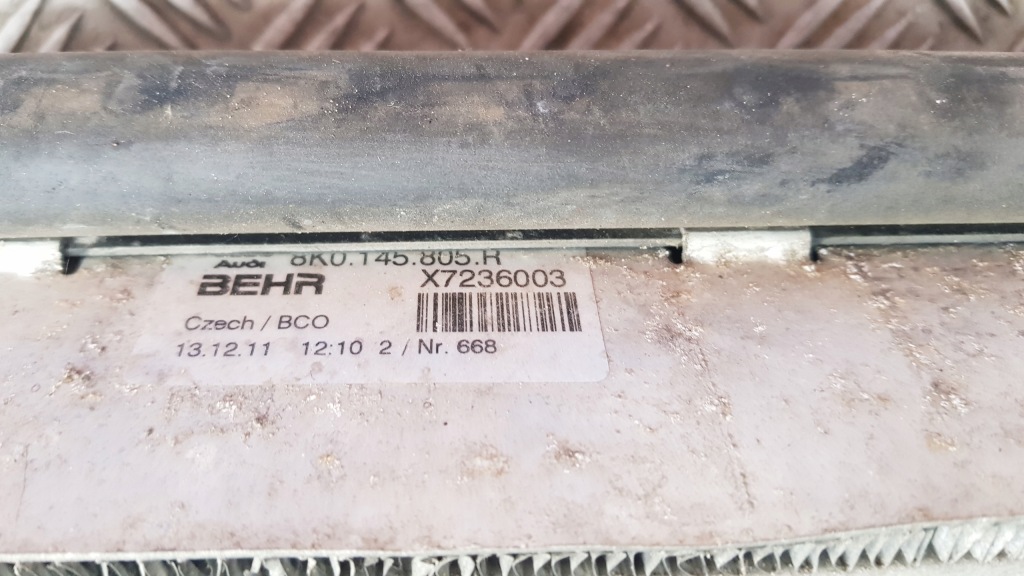 Audi 8K0.145.805.R
BEHR X7236003
Czech / BCO
13.12.11 12:10 2 / Nr. 668